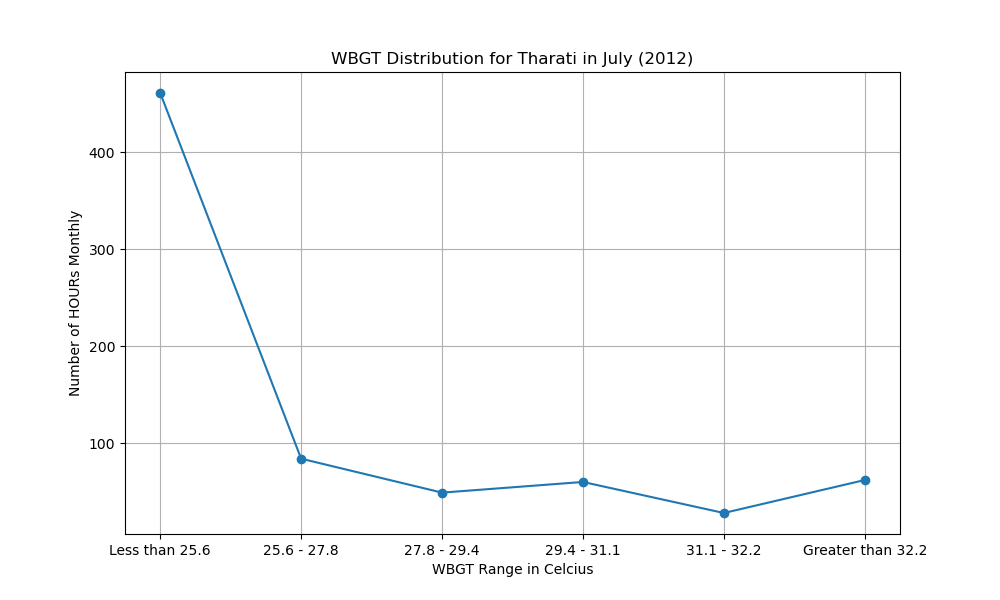 WBGT Distribution for Tharati in July (2012)
Number of HOURs Monthly
400
300
200
100
Less than 25.6
25.6 - 27.8
27.8 - 29.4
29.4 - 31.1
31.1 - 32.2
Greater than 32.2
WBGT Range in Celcius